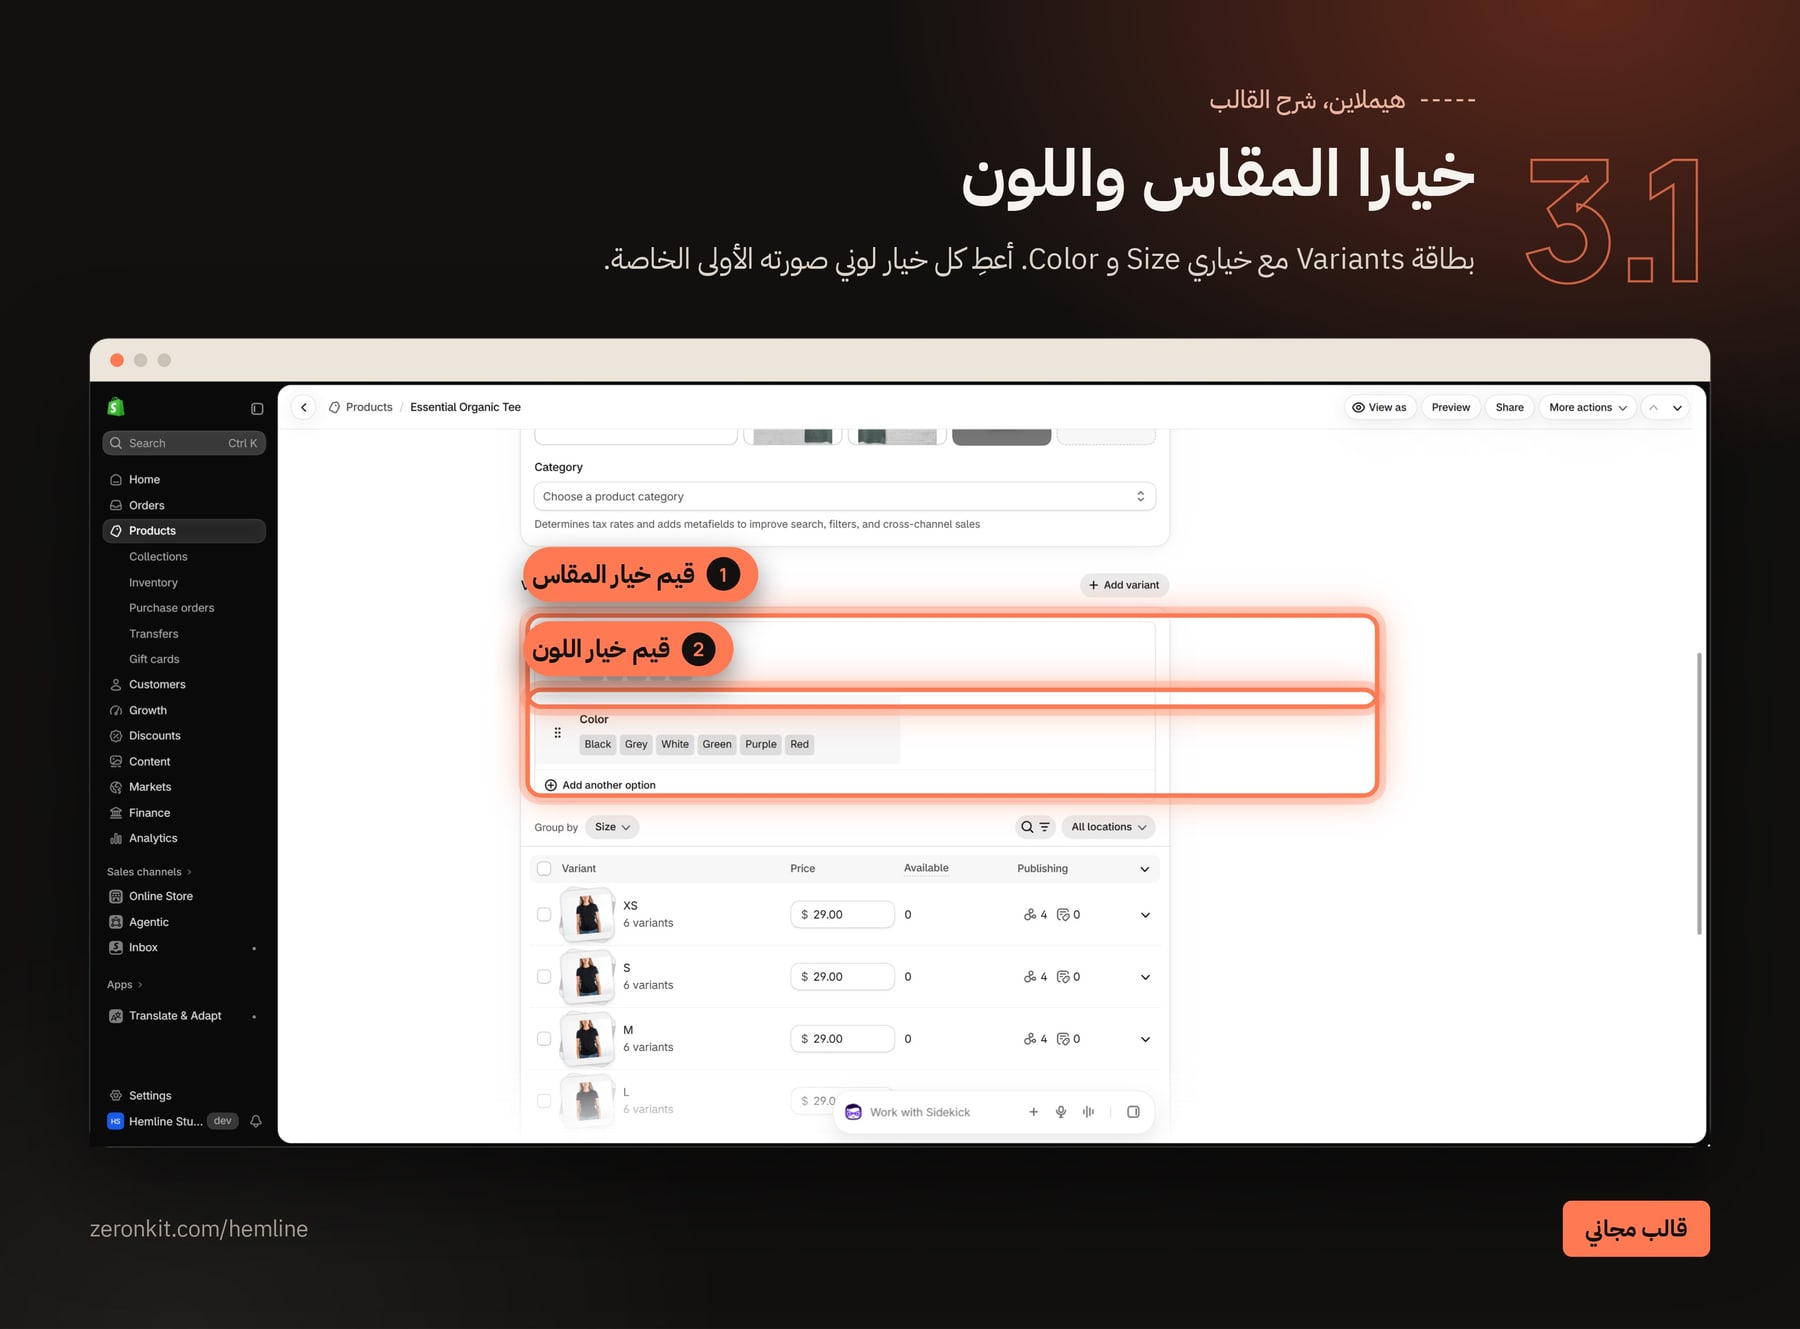 هيملاين، شرح القالب
3.1
خيارا المقاس واللون
بطاقة Variants مع خياري Size و Color. أعطِ كل خيار لوني صورته الأولى الخاصة.
Search Ctrl K
Home
Orders
Products
Collections
Inventory
Purchase orders
Transfers
Gift cards
Customers
Growth
Discounts
Content
Markets
Finance
Analytics
Sales channels
Online Store
Agentic
Inbox
Apps
Translate & Adapt
Settings
HS Hemline Stu... dev
Products / Essential Organic Tee
View as
Preview
Share
More actions
Category
Choose a product category
Determines tax rates and adds metafields to improve search, filters, and cross-channel sales
1 قيم خيار المقاس
Add variant
2 قيم خيار اللون
Color
Black Grey White Green Purple Red
Add another option
Group by Size
All locations
Variant Price Available Publishing
XS
6 variants
$ 29.00 0 4 0
S
6 variants
$ 29.00 0 4 0
M
6 variants
$ 29.00 0 4 0
L
6 variants
$ 29.0
Work with Sidekick
zeronkit.com/hemline
قالب مجاني